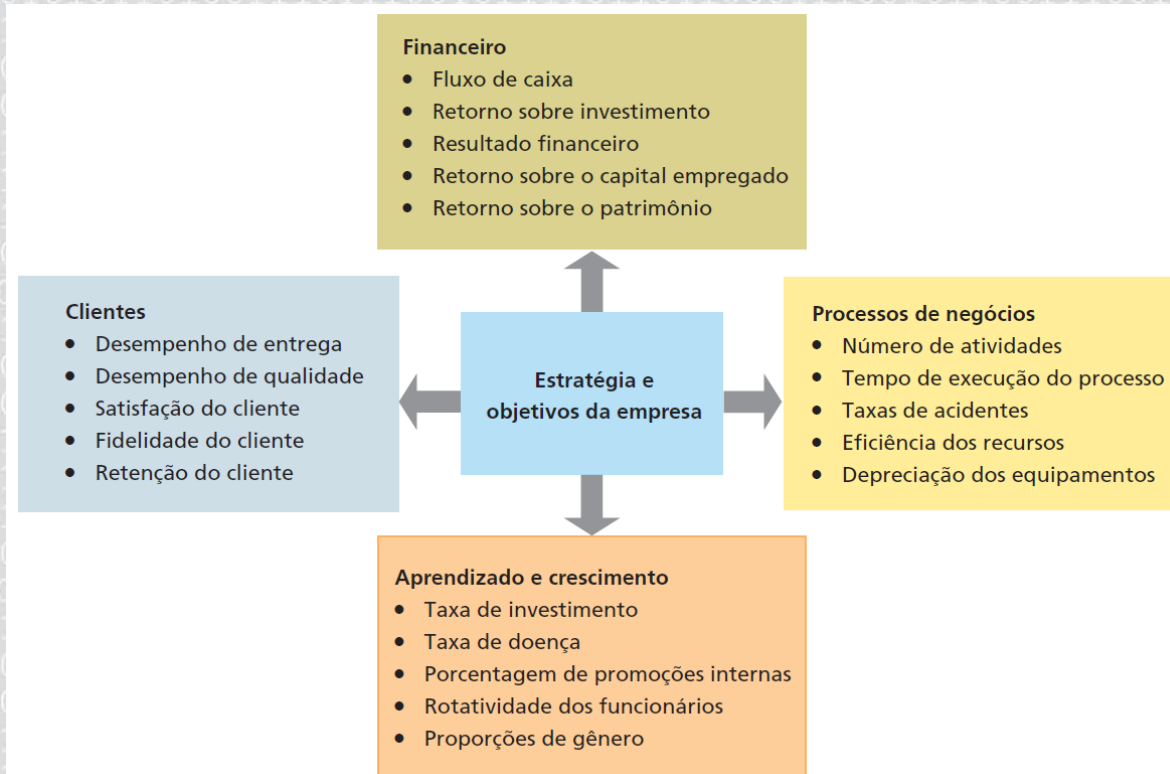 Financeiro
• Fluxo de caixa
• Retorno sobre investimento
• Resultado financeiro
• Retorno sobre o capital empregado
• Retorno sobre o patrimônio
Clientes
• Desempenho de entrega
• Desempenho de qualidade
• Satisfação do cliente
• Fidelidade do cliente
• Retenção do cliente
Estratégia e
objetivos da empresa
Processos de negócios
• Número de atividades
• Tempo de execução do processo
• Taxas de acidentes
• Eficiência dos recursos
• Depreciação dos equipamentos
Aprendizado e crescimento
• Taxa de investimento
• Taxa de doença
• Porcentagem de promoções internas
• Rotatividade dos funcionários
• Proporções de gênero